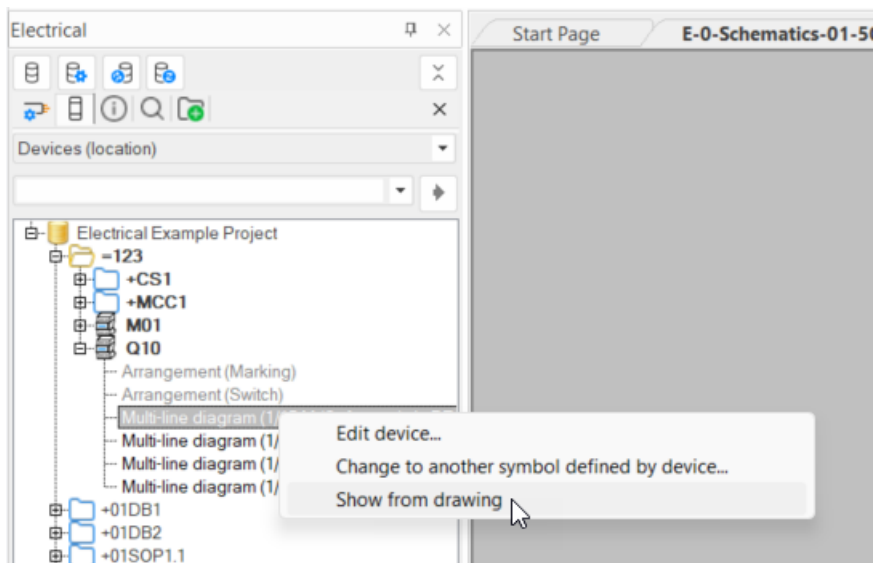 Electrical
Start Page
E-0-Schematics-01-50
Devices (location)
Electrical Example Project
=123
+CS1
+MCC1
M01
Q10
Arrangement (Marking)
Arrangement (Switch)
Multi-line diagram (1/
Multi-line diagram (1/
Multi-line diagram (1/
Multi-line diagram (1/
Edit device...
Change to another symbol defined by device...
Show from drawing
+01DB1
+01DB2
+01SOP1.1